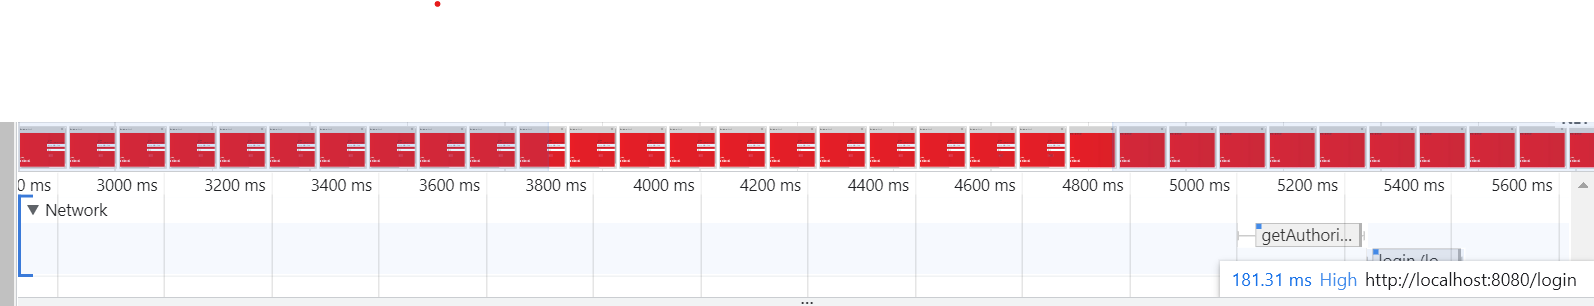 0 ms 3000 ms 3200 ms 3400 ms 3600 ms 3800 ms 4000 ms 4200 ms 4400 ms 4600 ms 4800 ms 5000 ms 5200 ms 5400 ms 5600 ms
▼ Network
getAuthori...
181.31 ms High http://localhost:8080/login
...